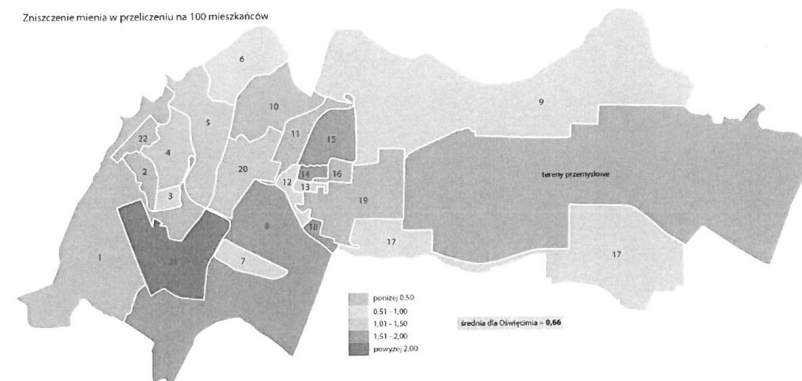 Zniszczenie mienia w przeliczeniu na 100 mieszkańców
6
9
10
5
22
11
15
4
2
20
14
16
tereny przemysłowe
12
13
3
19
8
18
17
1
21
7
17
poniżej 0,50
0,51 - 1,00
1,01 - 1,50
1,51 - 2,00
powyżej 2,00
średnia dla Oświęcimia = 0,66